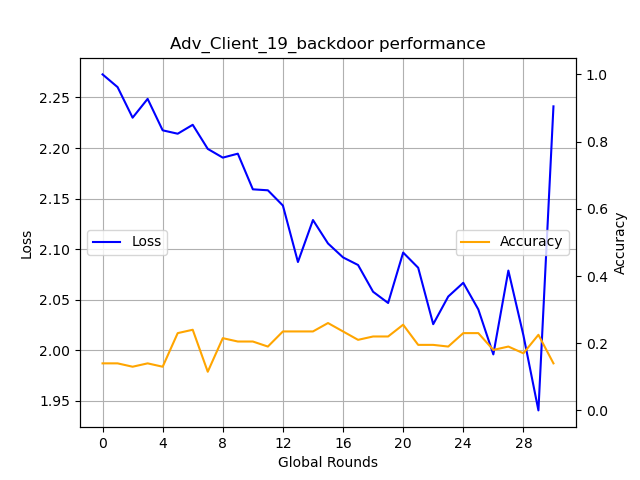 Adv_Client_19_backdoor performance
2.25
2.20
2.15
2.10
2.05
2.00
1.95
Loss
Loss
Accuracy
1.0
0.8
0.6
0.4
0.2
0.0
Accuracy
0 4 8 12 16 20 24 28
Global Rounds